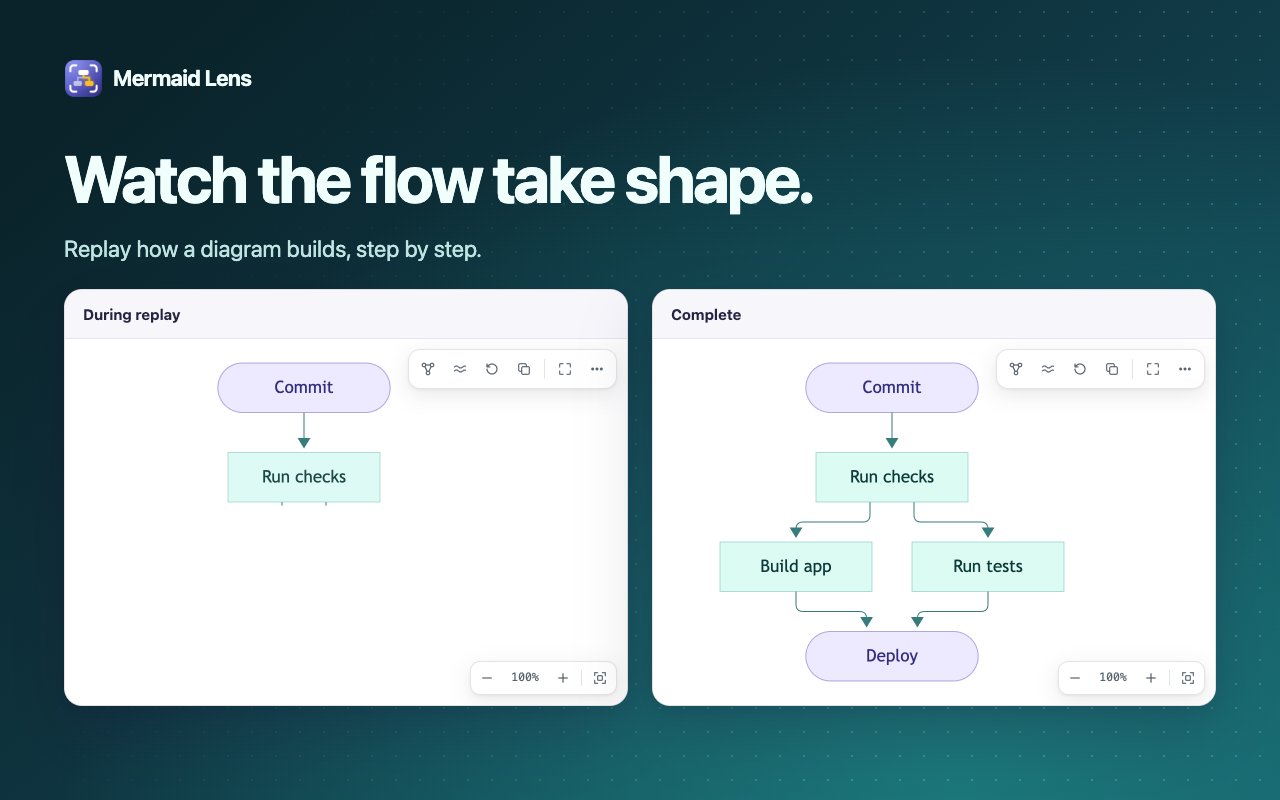 Mermaid Lens
Watch the flow take shape.
Replay how a diagram builds, step by step.
During replay
Commit
Run checks
100%
Complete
Commit
Run checks
Build app
Run tests
Deploy
100%